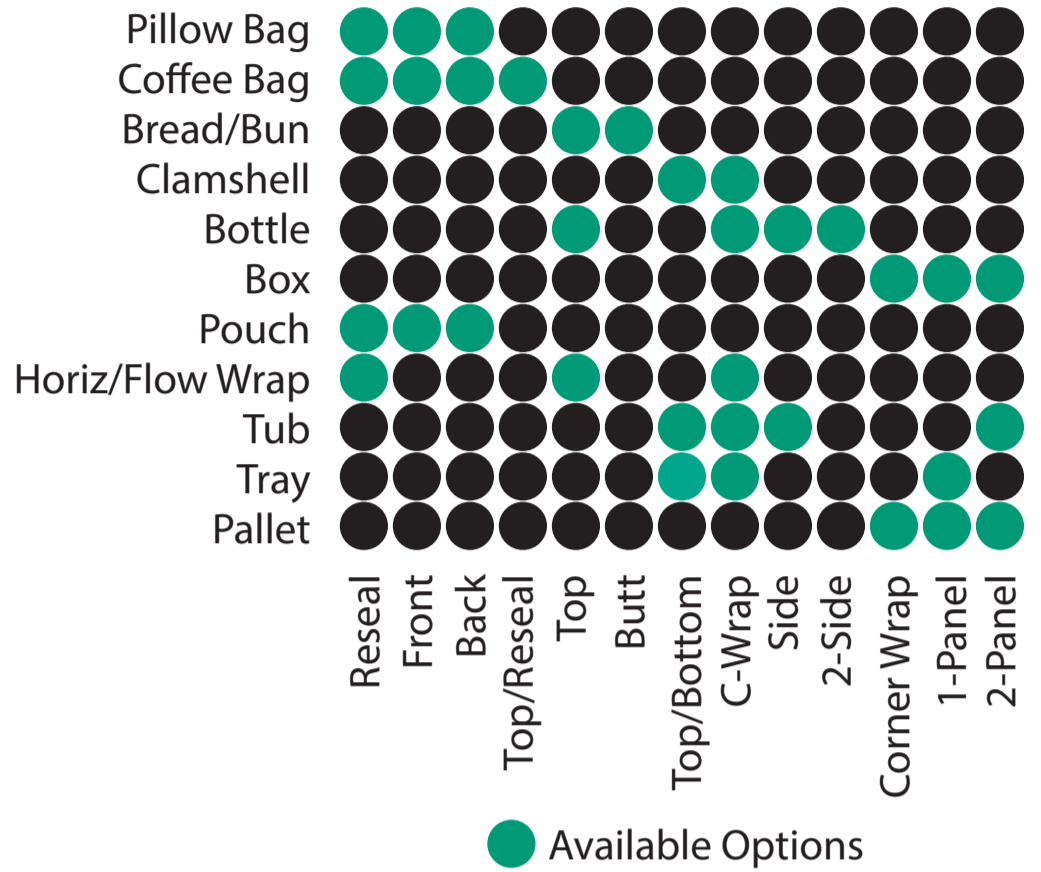 Pillow Bag
Coffee Bag
Bread/Bun
Clamshell
Bottle
Box
Pouch
Horiz/Flow Wrap
Tub
Tray
Pallet
Reseal
Front
Back
Top/Reseal
Top
Butt
Top/Bottom
C-Wrap
Side
2-Side
Corner Wrap
1-Panel
2-Panel
Available Options